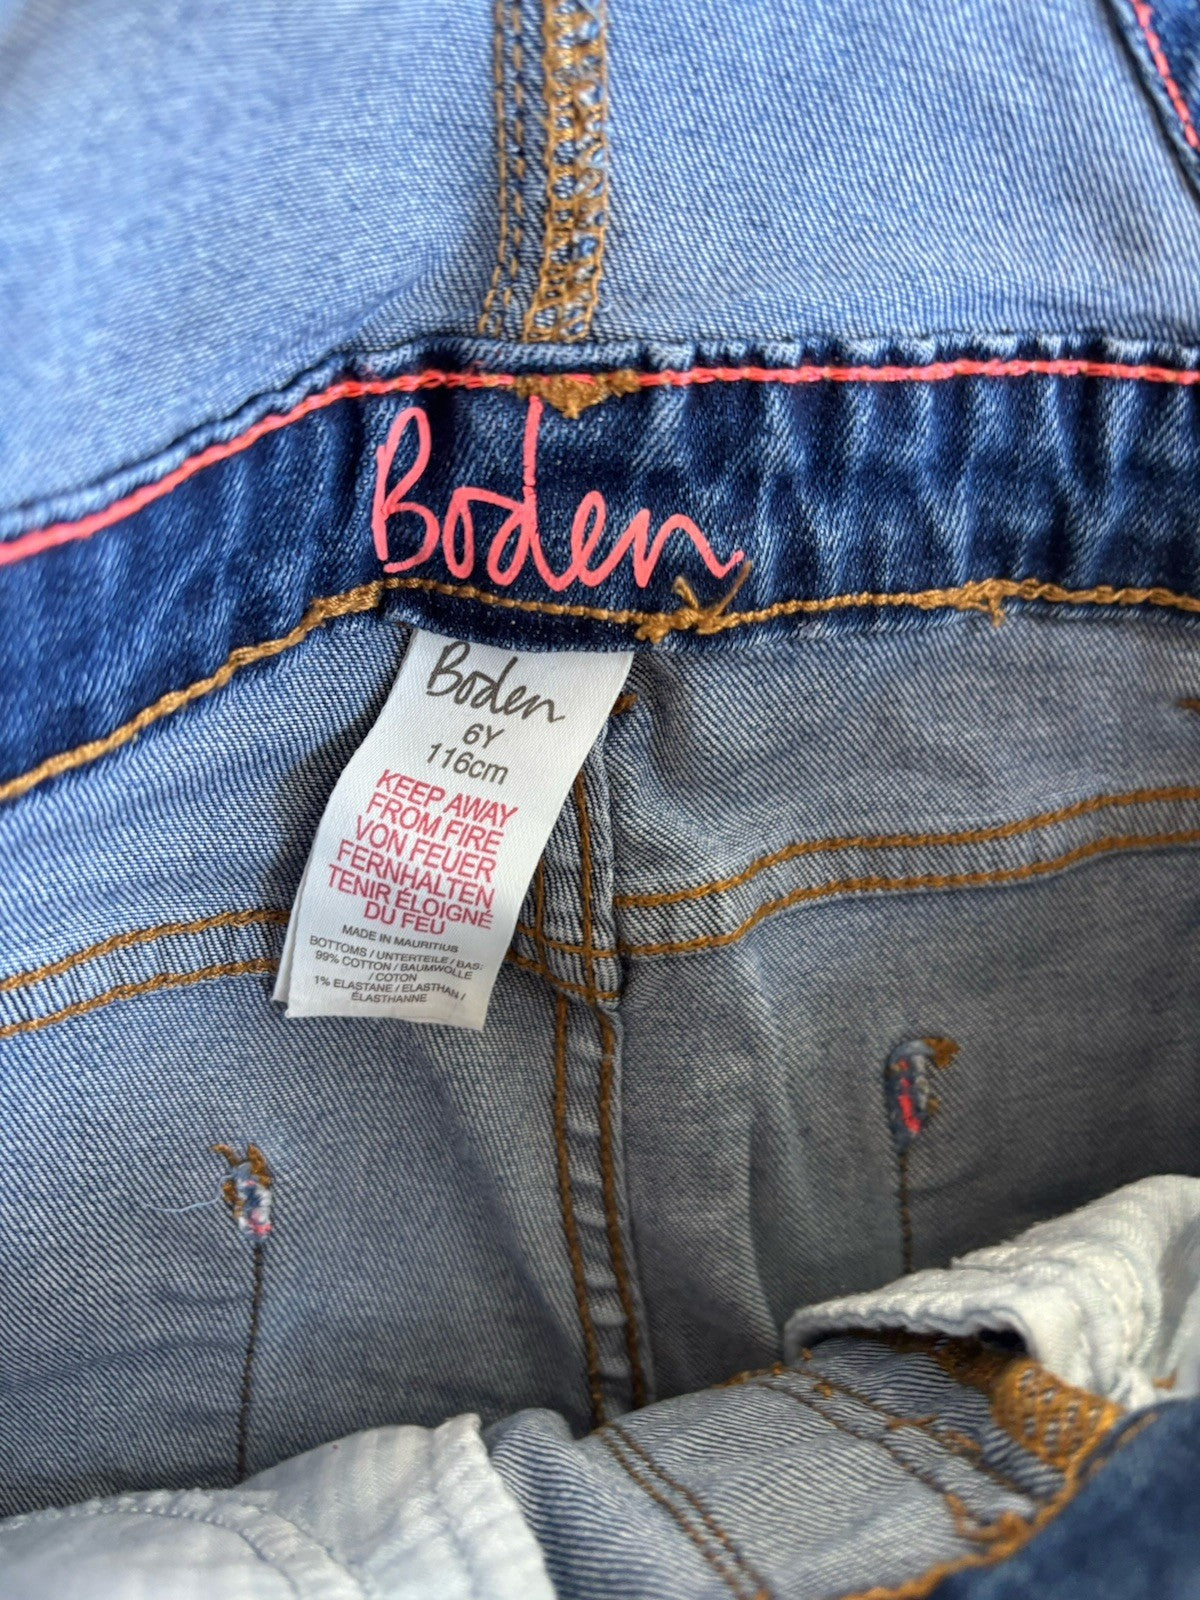 Boden
Boden
6Y
116cm
KEEP AWAY
FROM FIRE
VON FEUER
FERNHALTEN
TENIR ÉLOIGNÉ
DU FEU
MADE IN MAURITIUS
BOTTOMS / UNTERTEILE / BAS:
99% COTTON / BAUMWOLLE
/ COTON
1% ELASTANE / ELASTHAN /
ÉLASTHANNE